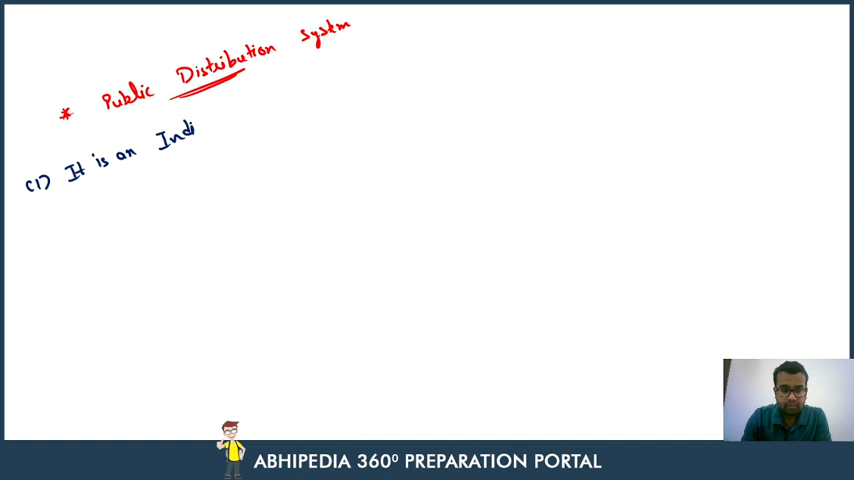 * Public Distribution system
(1) It is an Indi
ABHIPEDIA 360° PREPARATION PORTAL